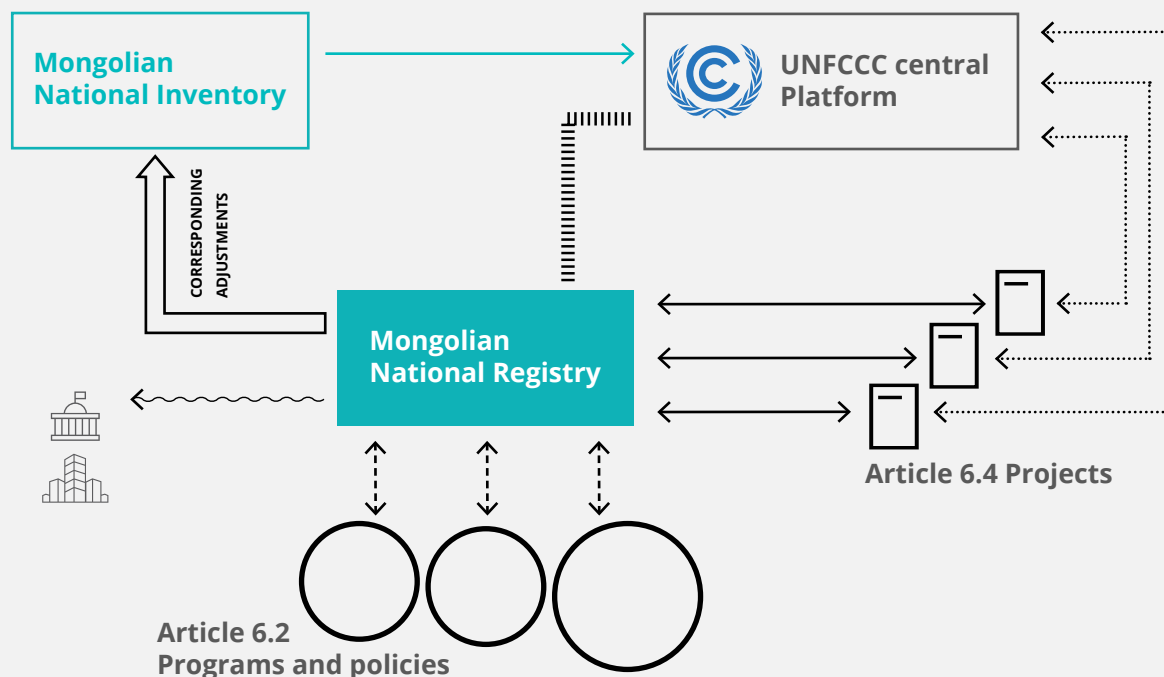 Mongolian
National Inventory
UNFCCC central
Platform
CORRESPONDING
ADJUSTMENTS
Mongolian
National Registry
Article 6.4 Projects
Article 6.2
Programs and policies